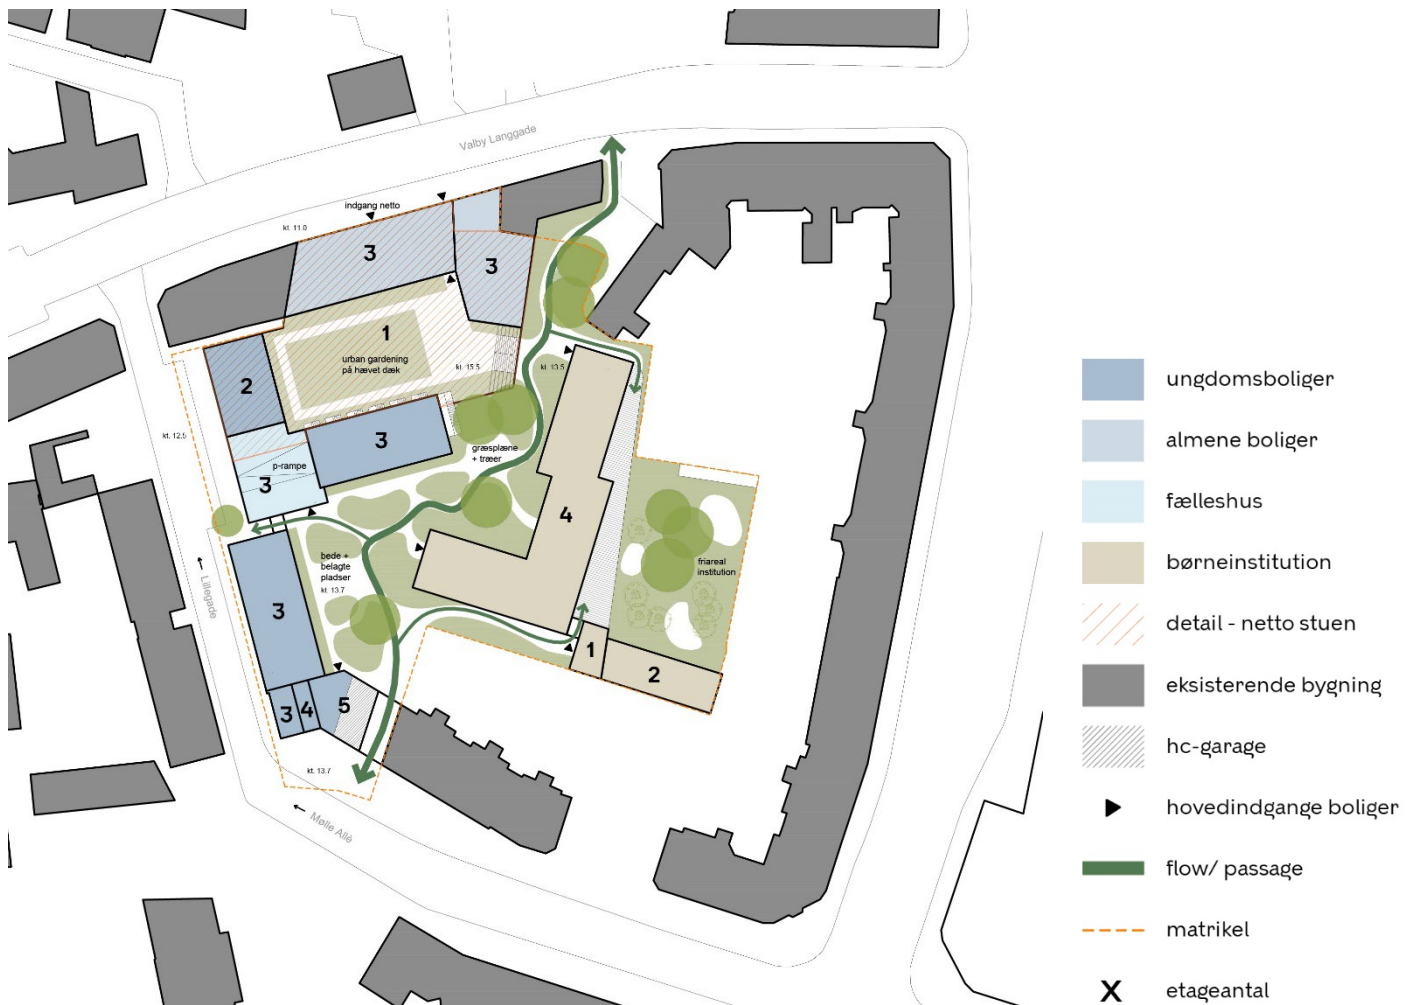 Valby Langgade
indgang netto
kt. 11.0
3
3
1
urban gardening
på hævet dæk
kt. 15.5
kt. 13.5
2
kt. 12.5
3
græsplæne
+ træer
p-rampe
3
4
bede +
belagte
pladser
kt. 13.7
friareal
institution
Lillegade
3
1
2
3
4
5
kt. 13.7
Mølle Allé
ungdomsboliger
almene boliger
fælleshus
børneinstitution
detail - netto stuen
eksisterende bygning
hc-garage
hovedindgange boliger
flow/ passage
matrikel
X etageantal